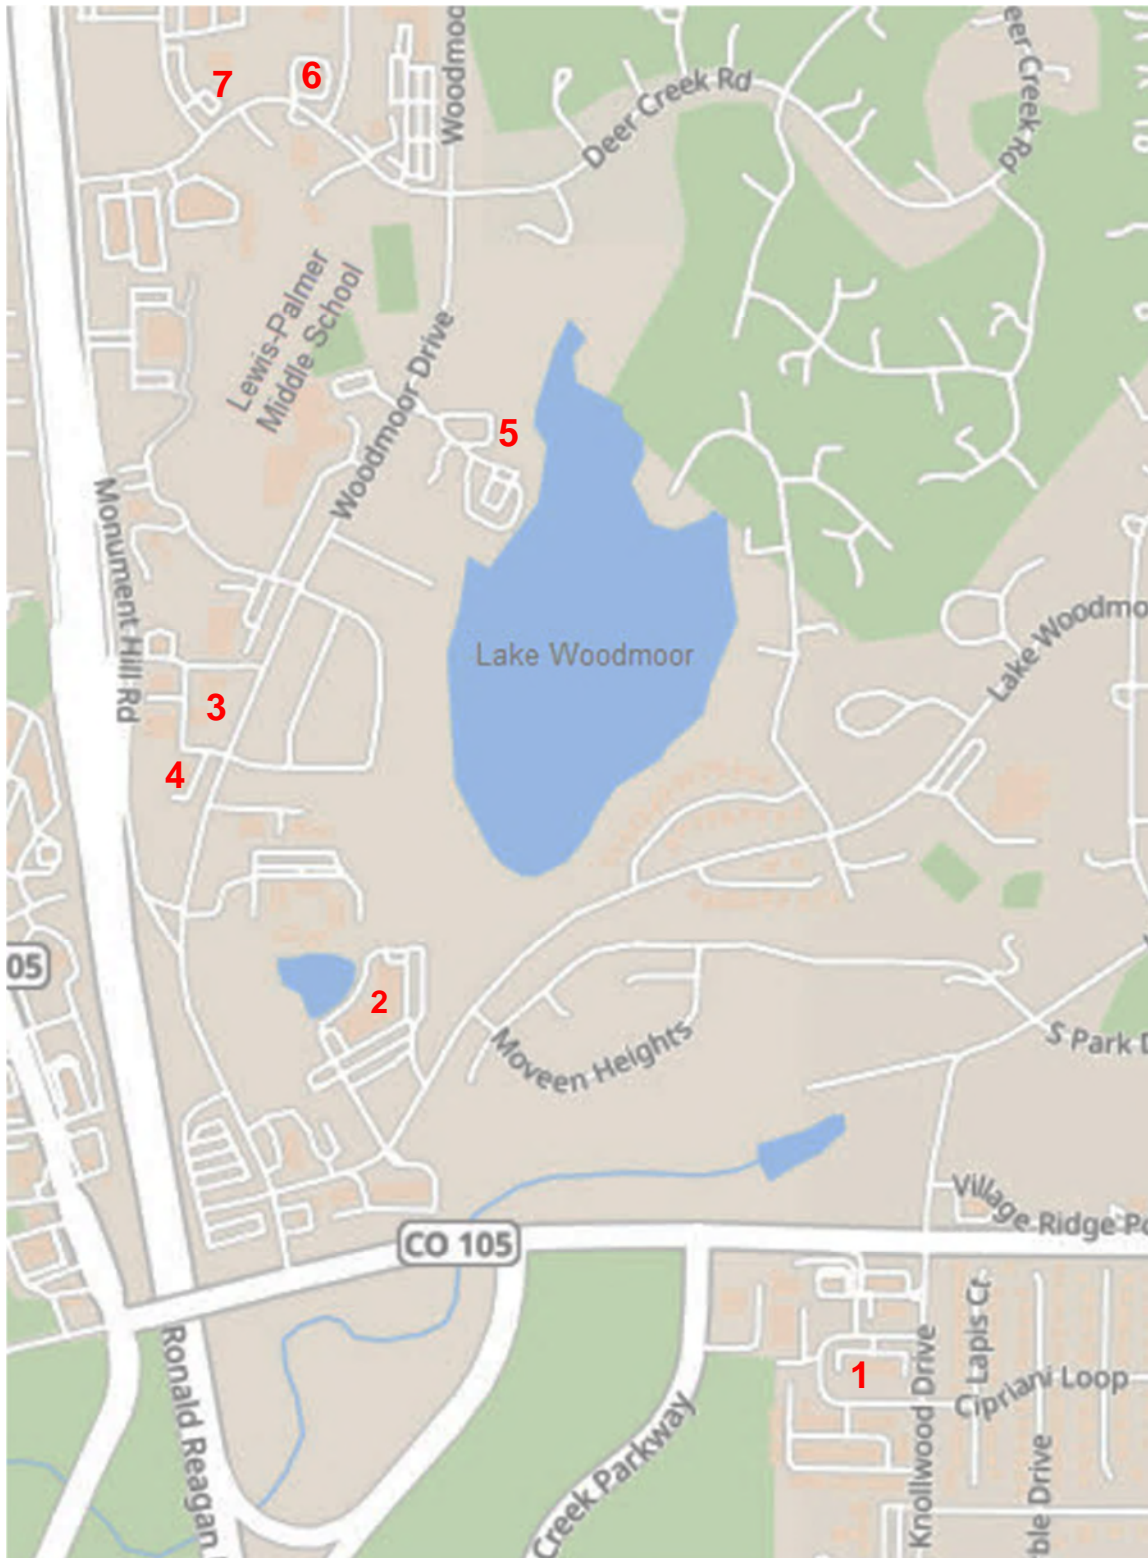 Woodmoo
eer Creek Rd
7
6
Deer Creek Rd
Lewis-Palmer
Middle School
Woodmoor Drive
5
Monument Hill Rd
Lake Woodmo
Lake Woodmoor
3
4
05
2
Moveen Heights
S Park D
Village Ridge Po
CO 105
Ronald Reagan
1
Knollwood Drive
Lapis Ct
Cipriani Loop
Creek Parkway
ble Drive